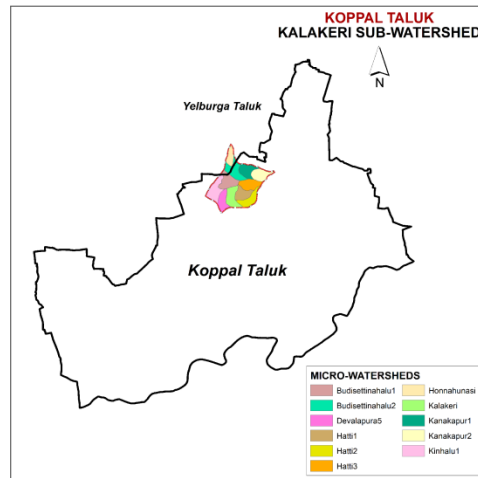 KOPPAL TALUK
KALAKERI SUB-WATERSHED
N
Yelburga Taluk
Koppal Taluk
MICRO-WATERSHEDS
Budisettinahalu1
Budisettinahalu2
Devalapura5
Hatti1
Hatti2
Hatti3
Honnahunasi
Kalakeri
Kanakapur1
Kanakapur2
Kinhalu1